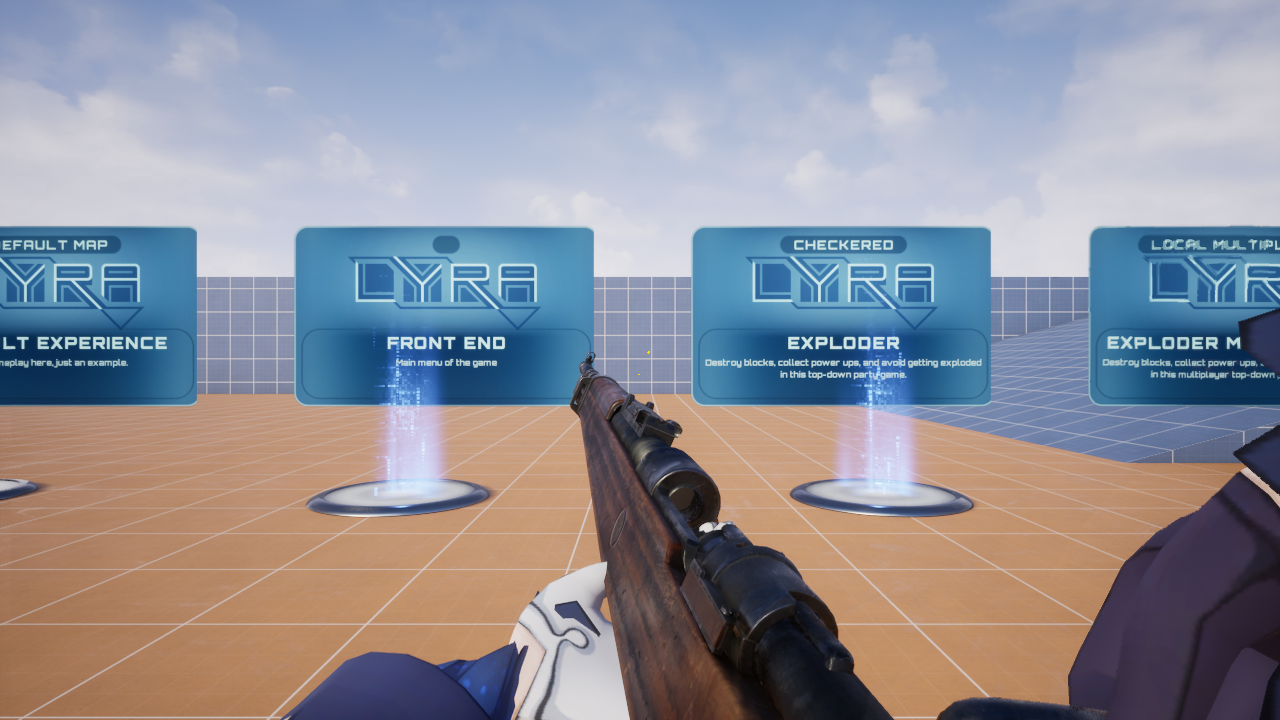 EFAULT MAP
LYRA
LT EXPERIENCE
meplay here, just an example.
LYRA
FRONT END
Main menu of the game
CHECKERED
LYRA
EXPLODER
Destroy blocks, collect power ups, and avoid getting exploded
in this top-down party game.
LOCAL MULTIPL
LYR
EXPLODER M
Destroy blocks, collect power ups,
in this multiplayer top-down